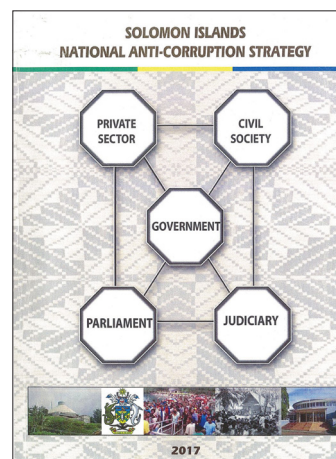 SOLOMON ISLANDS
NATIONAL ANTI-CORRUPTION STRATEGY
PRIVATE
SECTOR
CIVIL
SOCIETY
GOVERNMENT
PARLIAMENT
JUDICIARY
2017